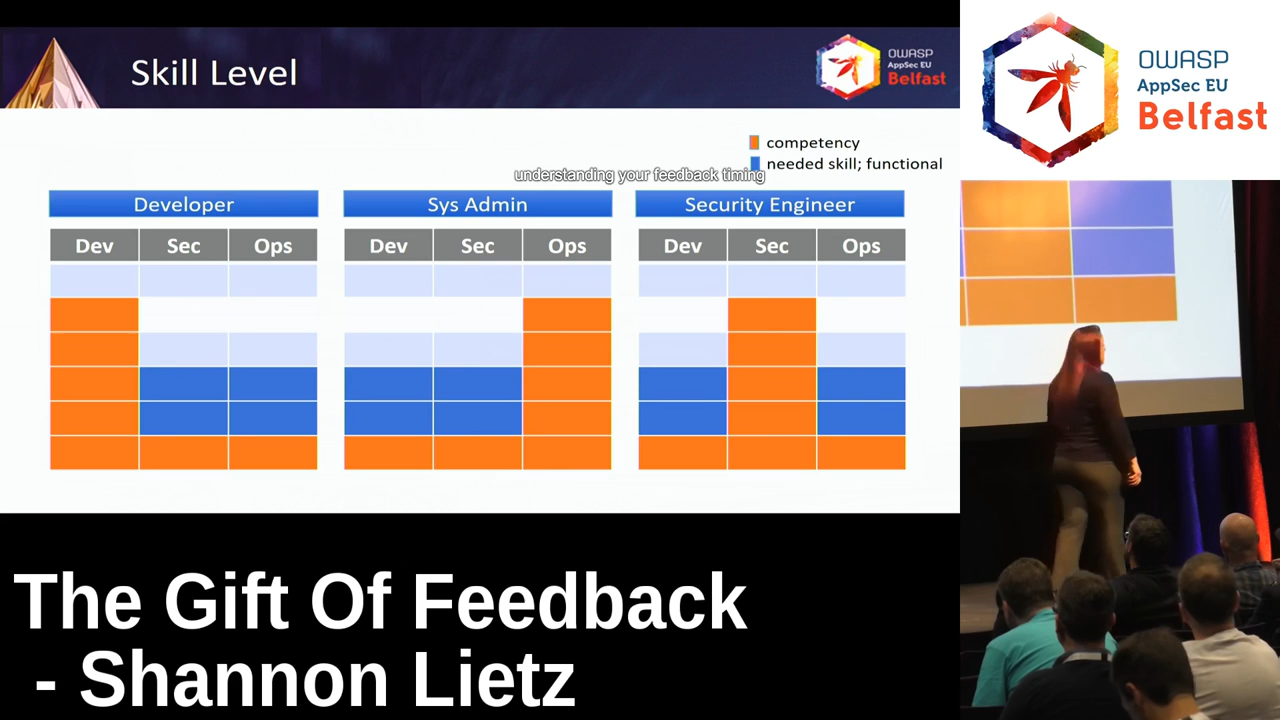 Skill Level
OWASP
AppSec EU
Belfast
OWASP
AppSec EU
Belfast
competency
needed skill; functional
understanding your feedback timing
Developer
Sys Admin
Security Engineer
Dev Sec Ops
Dev Sec Ops
Dev Sec Ops
The Gift Of Feedback
- Shannon Lietz